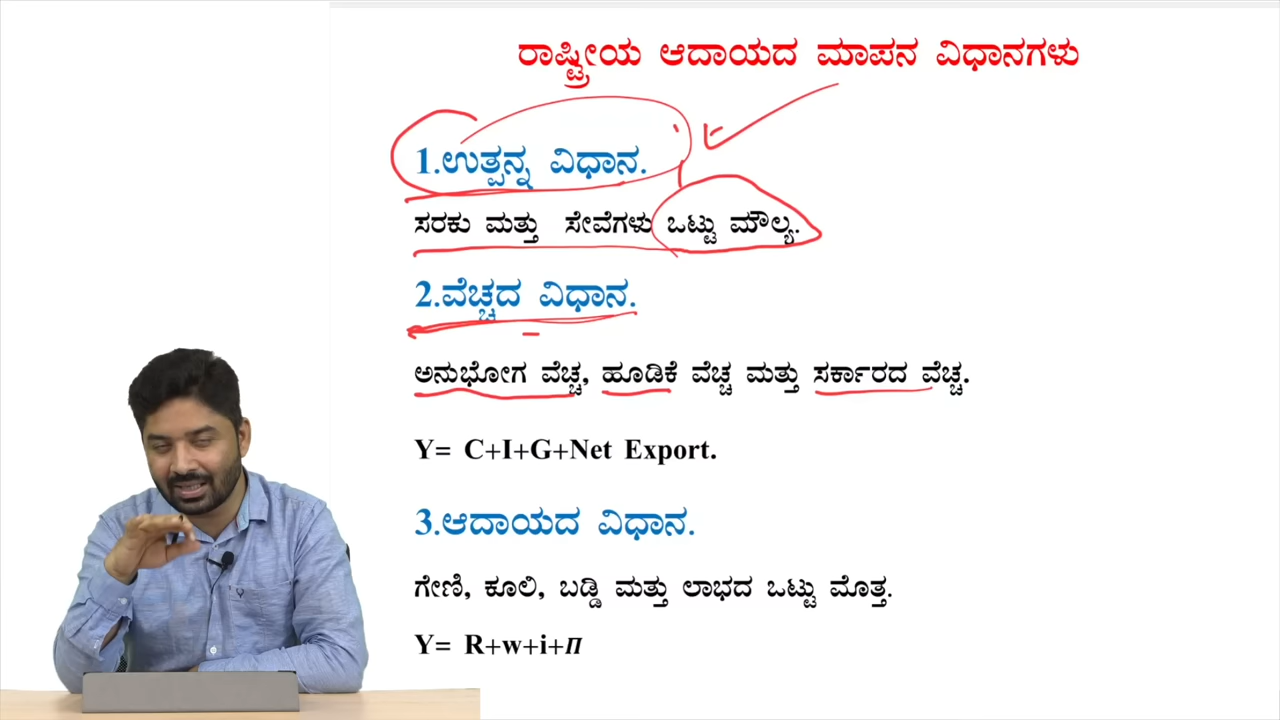 ರಾಷ್ಟ್ರೀಯ ಆದಾಯದ ಮಾಪನ ವಿಧಾನಗಳು
1.ಉತ್ಪನ್ನ ವಿಧಾನ.
ಸರಕು ಮತ್ತು ಸೇವೆಗಳು ಒಟ್ಟು ಮೌಲ್ಯ.
2.ವೆಚ್ಚದ ವಿಧಾನ.
ಅನುಭೋಗ ವೆಚ್ಚ, ಹೂಡಿಕೆ ವೆಚ್ಚ ಮತ್ತು ಸರ್ಕಾರದ ವೆಚ್ಚ.
Y= C+I+G+Net Export.
3.ಆದಾಯದ ವಿಧಾನ.
ಗೇಣಿ, ಕೂಲಿ, ಬಡ್ಡಿ ಮತ್ತು ಲಾಭದ ಒಟ್ಟು ಮೊತ್ತ.
Y= R+w+i+Π